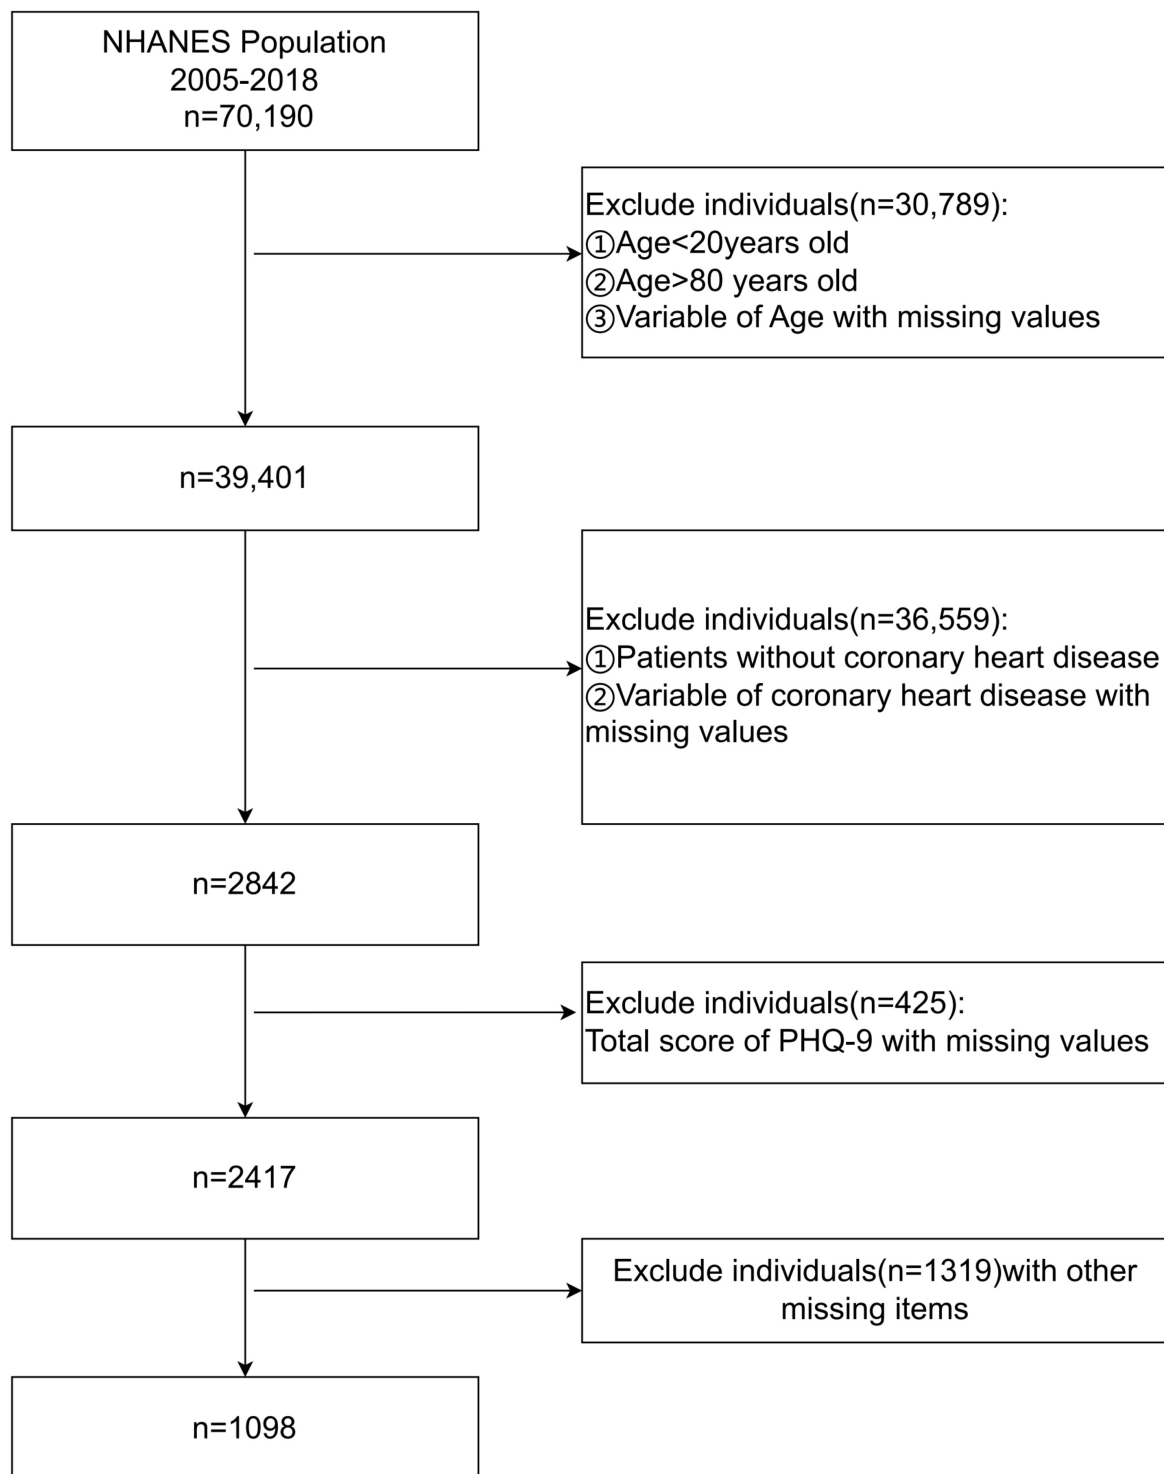 NHANES Population
2005-2018
n=70,190
Exclude individuals(n=30,789):
①Age<20years old
②Age>80 years old
③Variable of Age with missing values
n=39,401
Exclude individuals(n=36,559):
①Patients without coronary heart disease
②Variable of coronary heart disease with
missing values
n=2842
Exclude individuals(n=425):
Total score of PHQ-9 with missing values
n=2417
Exclude individuals(n=1319)with other
missing items
n=1098